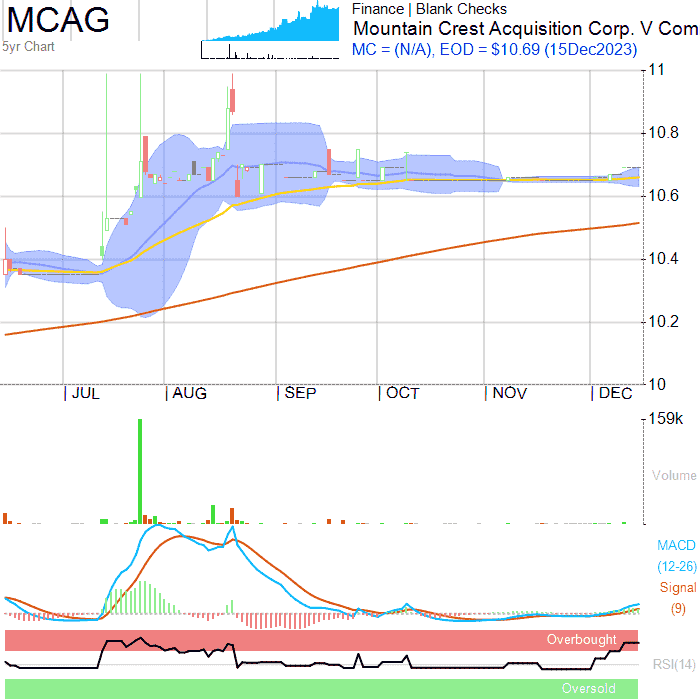 MCAG
Finance | Blank Checks
Mountain Crest Acquisition Corp. V Com
5yr Chart
MC = (N/A), EOD = $10.69 (15Dec2023)
11
10.8
10.6
10.4
10.2
10
JUL
AUG
SEP
OCT
NOV
DEC
159k
Volume
MACD
(12-26)
Signal
(9)
Overbought
RSI(14)
Oversold